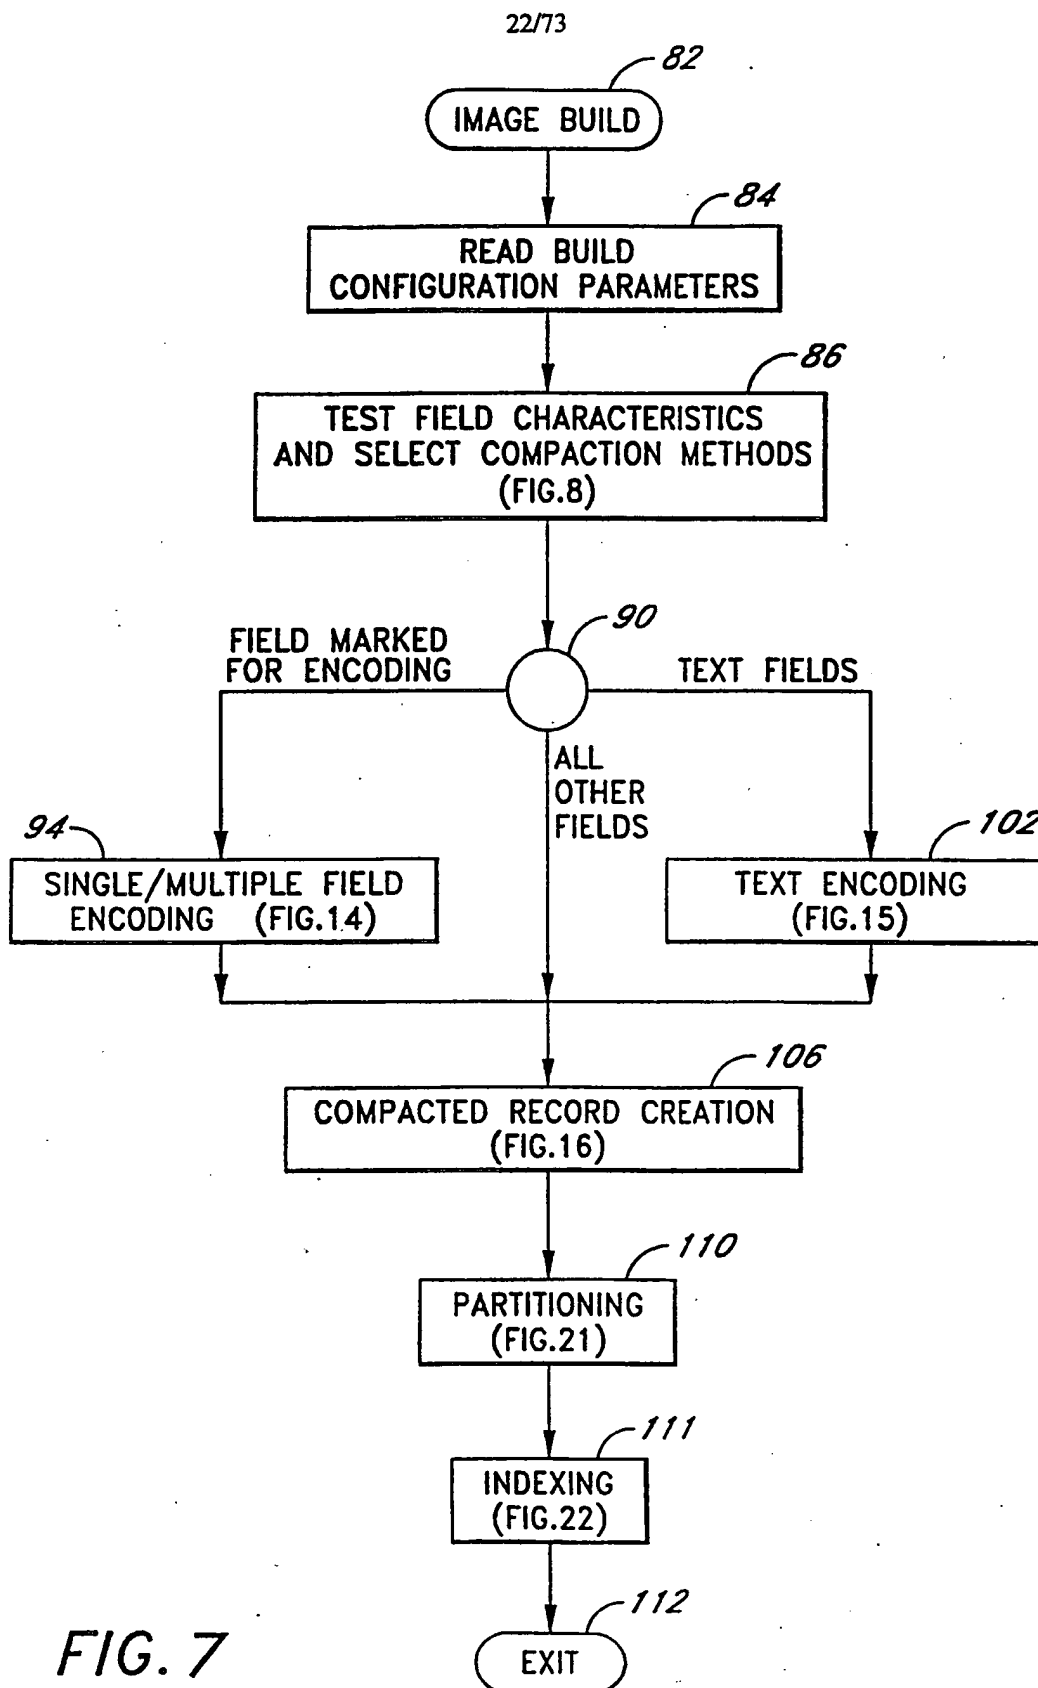 22/73
82
IMAGE BUILD
84
READ BUILD
CONFIGURATION PARAMETERS
86
TEST FIELD CHARACTERISTICS
AND SELECT COMPACTION METHODS
(FIG.8)
90
FIELD MARKED
FOR ENCODING
TEXT FIELDS
ALL
OTHER
FIELDS
94
SINGLE/MULTIPLE FIELD
ENCODING (FIG.14)
102
TEXT ENCODING
(FIG.15)
106
COMPACTED RECORD CREATION
(FIG.16)
110
PARTITIONING
(FIG.21)
111
INDEXING
(FIG.22)
112
EXIT
FIG. 7